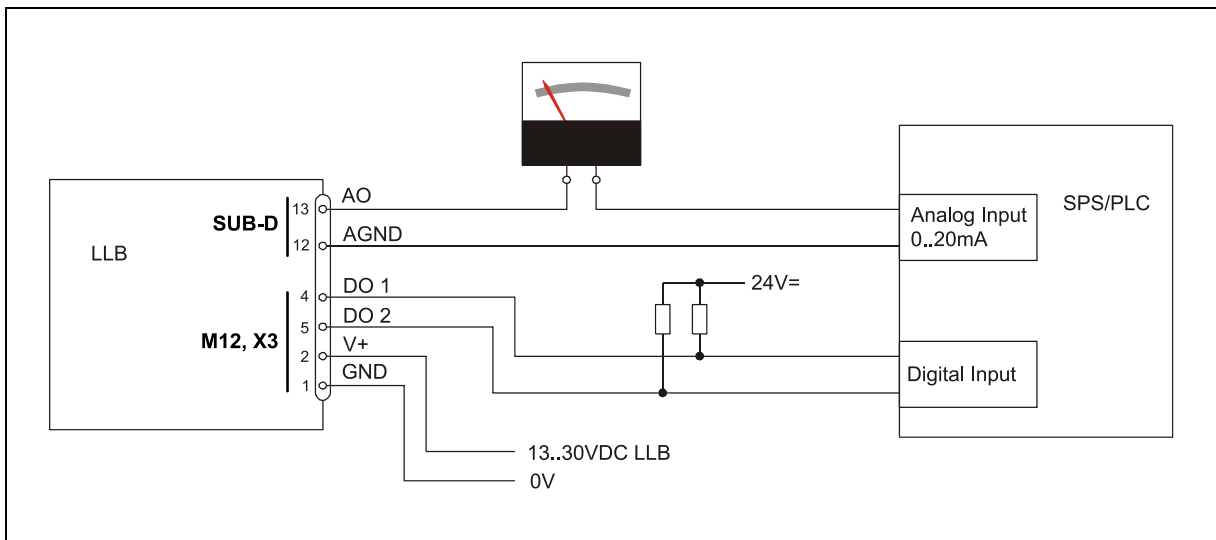 LLB
SUB-D
13
AO
12
AGND
M12, X3
4
DO 1
5
DO 2
2
V+
1
GND
24V=
13..30VDC LLB
0V
SPS/PLC
Analog Input
0..20mA
Digital Input